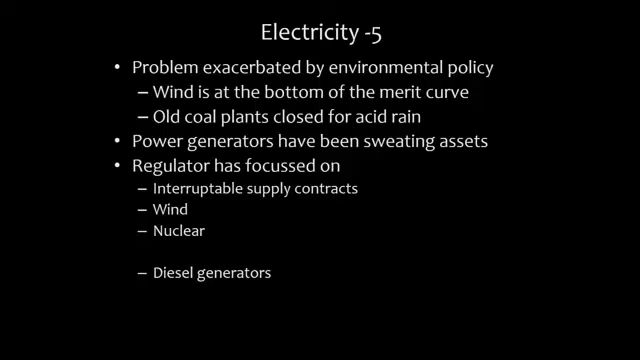 Electricity -5
• Problem exacerbated by environmental policy
– Wind is at the bottom of the merit curve
– Old coal plants closed for acid rain
• Power generators have been sweating assets
• Regulator has focussed on
– Interruptable supply contracts
– Wind
– Nuclear
– Diesel generators